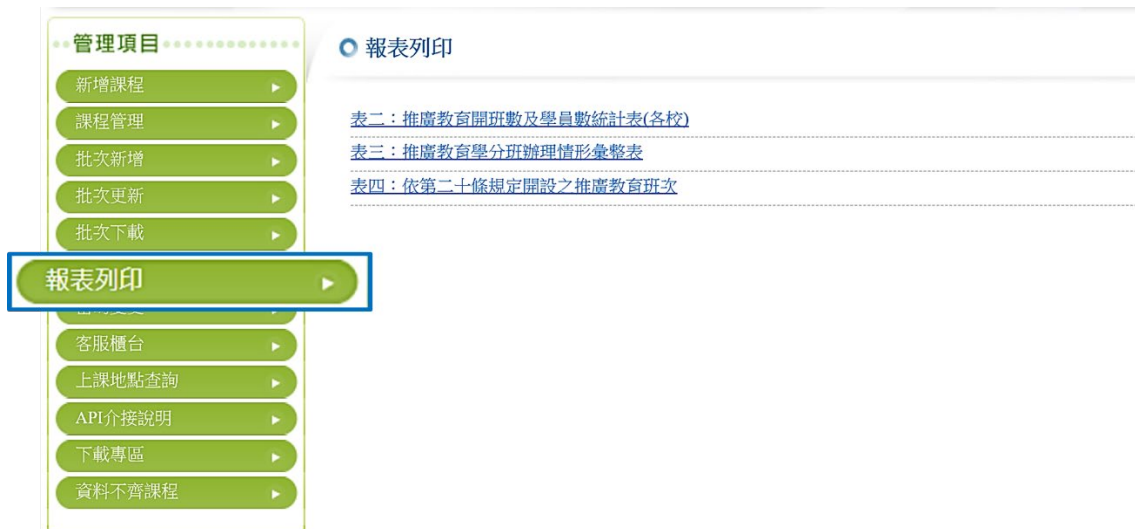 管理項目
新增課程
課程管理
批次新增
批次更新
批次下載
報表列印
客服櫃台
上課地點查詢
API介接說明
下載專區
資料不齊課程
報表列印
表二：推廣教育開班數及學員數統計表(各校)
表三：推廣教育學分班辦理情形彙整表
表四：依第二十條規定開設之推廣教育班次